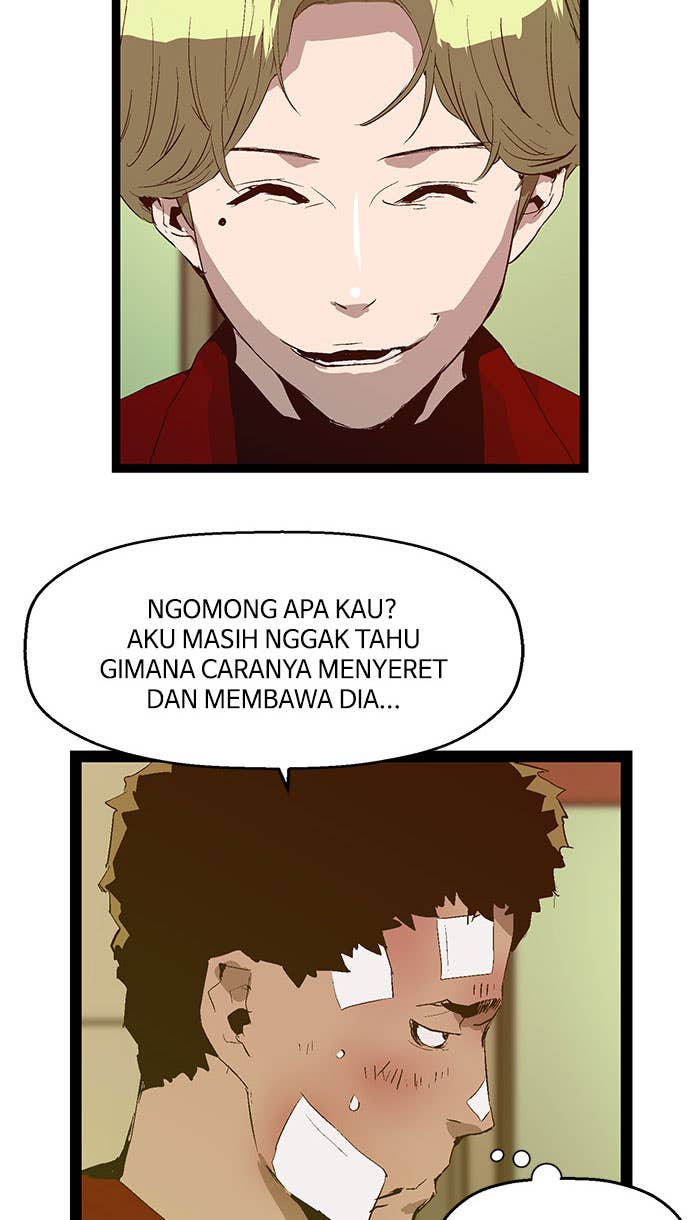 NGOMONG APA KAU?
AKU MASIH NGGAK TAHU
GIMANA CARANYA MENYERET
DAN MEMBAWA DIA...